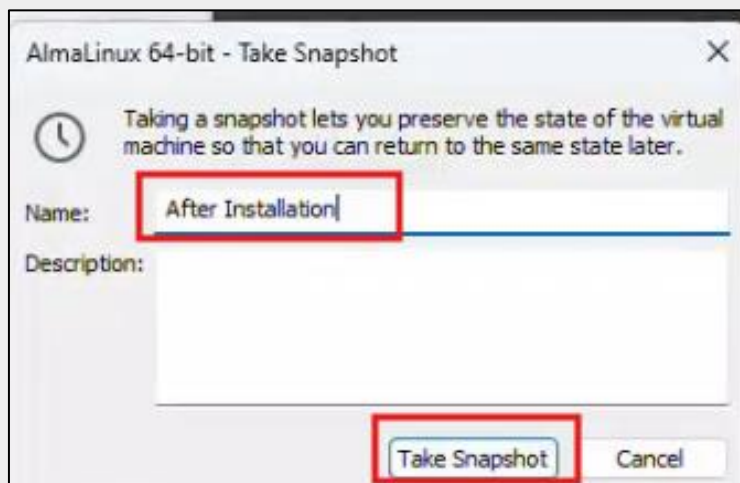 AlmaLinux 64-bit - Take Snapshot
Taking a snapshot lets you preserve the state of the virtual
machine so that you can return to the same state later.
Name: After Installation
Description:
Take Snapshot Cancel